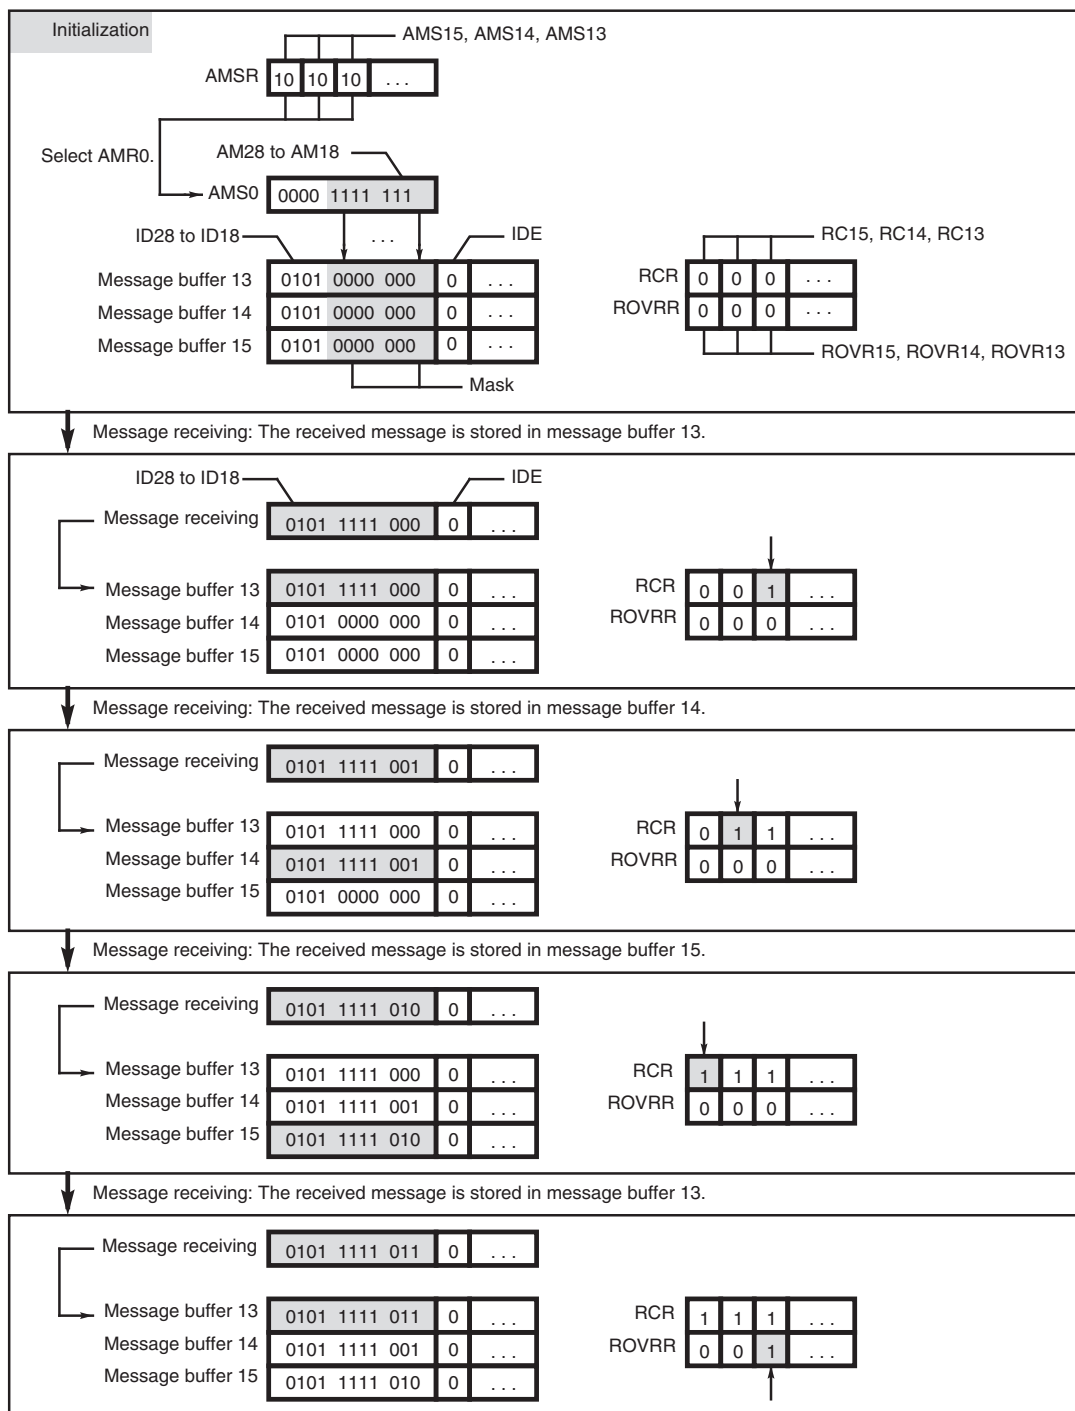 Initialization
AMS15, AMS14, AMS13
AMSR 10 10 10 ...
Select AMR0.
AM28 to AM18
AMS0 0000 1111 111
ID28 to ID18 ... IDE
RC15, RC14, RC13
Message buffer 13 0101 0000 000 0 ... RCR 0 0 0 ...
Message buffer 14 0101 0000 000 0 ... ROVRR 0 0 0 ...
Message buffer 15 0101 0000 000 0 ...
ROVR15, ROVR14, ROVR13
Mask
Message receiving: The received message is stored in message buffer 13.
ID28 to ID18 IDE
Message receiving 0101 1111 000 0 ...
Message buffer 13 0101 1111 000 0 ... RCR 0 0 1 ...
Message buffer 14 0101 0000 000 0 ... ROVRR 0 0 0 ...
Message buffer 15 0101 0000 000 0 ...
Message receiving: The received message is stored in message buffer 14.
Message receiving 0101 1111 001 0 ...
Message buffer 13 0101 1111 000 0 ... RCR 0 1 1 ...
Message buffer 14 0101 1111 001 0 ... ROVRR 0 0 0 ...
Message buffer 15 0101 0000 000 0 ...
Message receiving: The received message is stored in message buffer 15.
Message receiving 0101 1111 010 0 ...
Message buffer 13 0101 1111 000 0 ... RCR 1 1 1 ...
Message buffer 14 0101 1111 001 0 ... ROVRR 0 0 0 ...
Message buffer 15 0101 1111 010 0 ...
Message receiving: The received message is stored in message buffer 13.
Message receiving 0101 1111 011 0 ...
Message buffer 13 0101 1111 011 0 ... RCR 1 1 1 ...
Message buffer 14 0101 1111 001 0 ... ROVRR 0 0 1 ...
Message buffer 15 0101 1111 010 0 ...